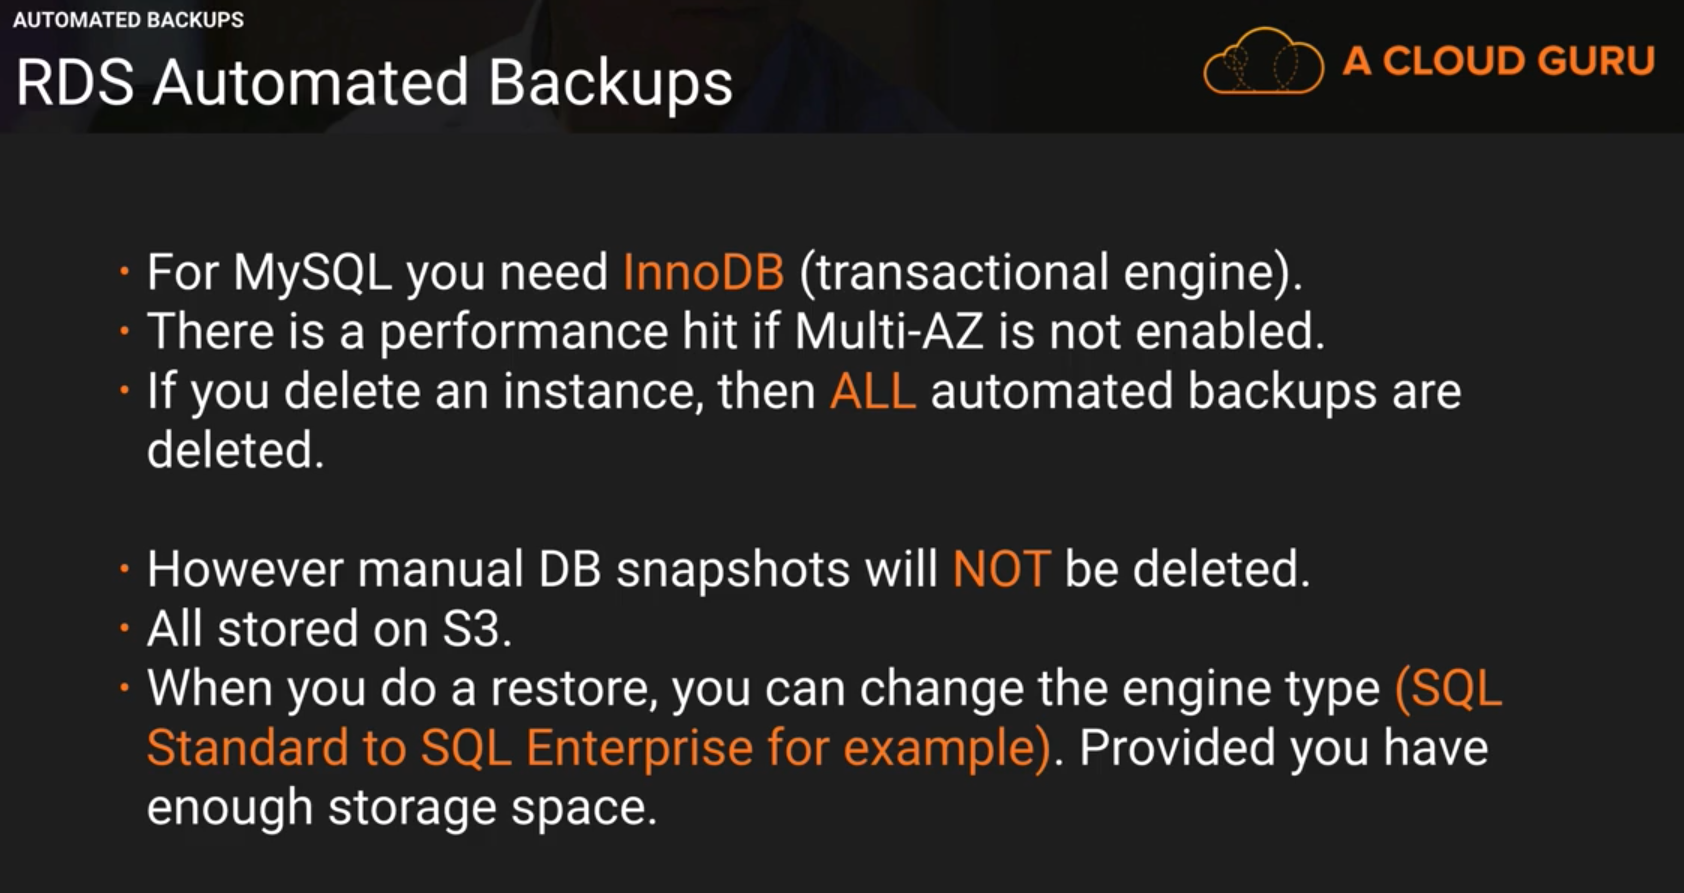 AUTOMATED BACKUPS
RDS Automated Backups
A CLOUD GURU
· For MySQL you need InnoDB (transactional engine).
· There is a performance hit if Multi-AZ is not enabled.
· If you delete an instance, then ALL automated backups are
deleted.
· However manual DB snapshots will NOT be deleted.
· All stored on S3.
· When you do a restore, you can change the engine type (SQL
Standard to SQL Enterprise for example). Provided you have
enough storage space.